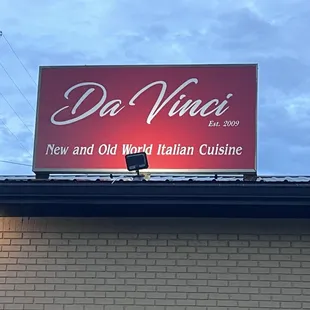 Da Vinci
Est. 2009
New and Old World Italian Cuisine